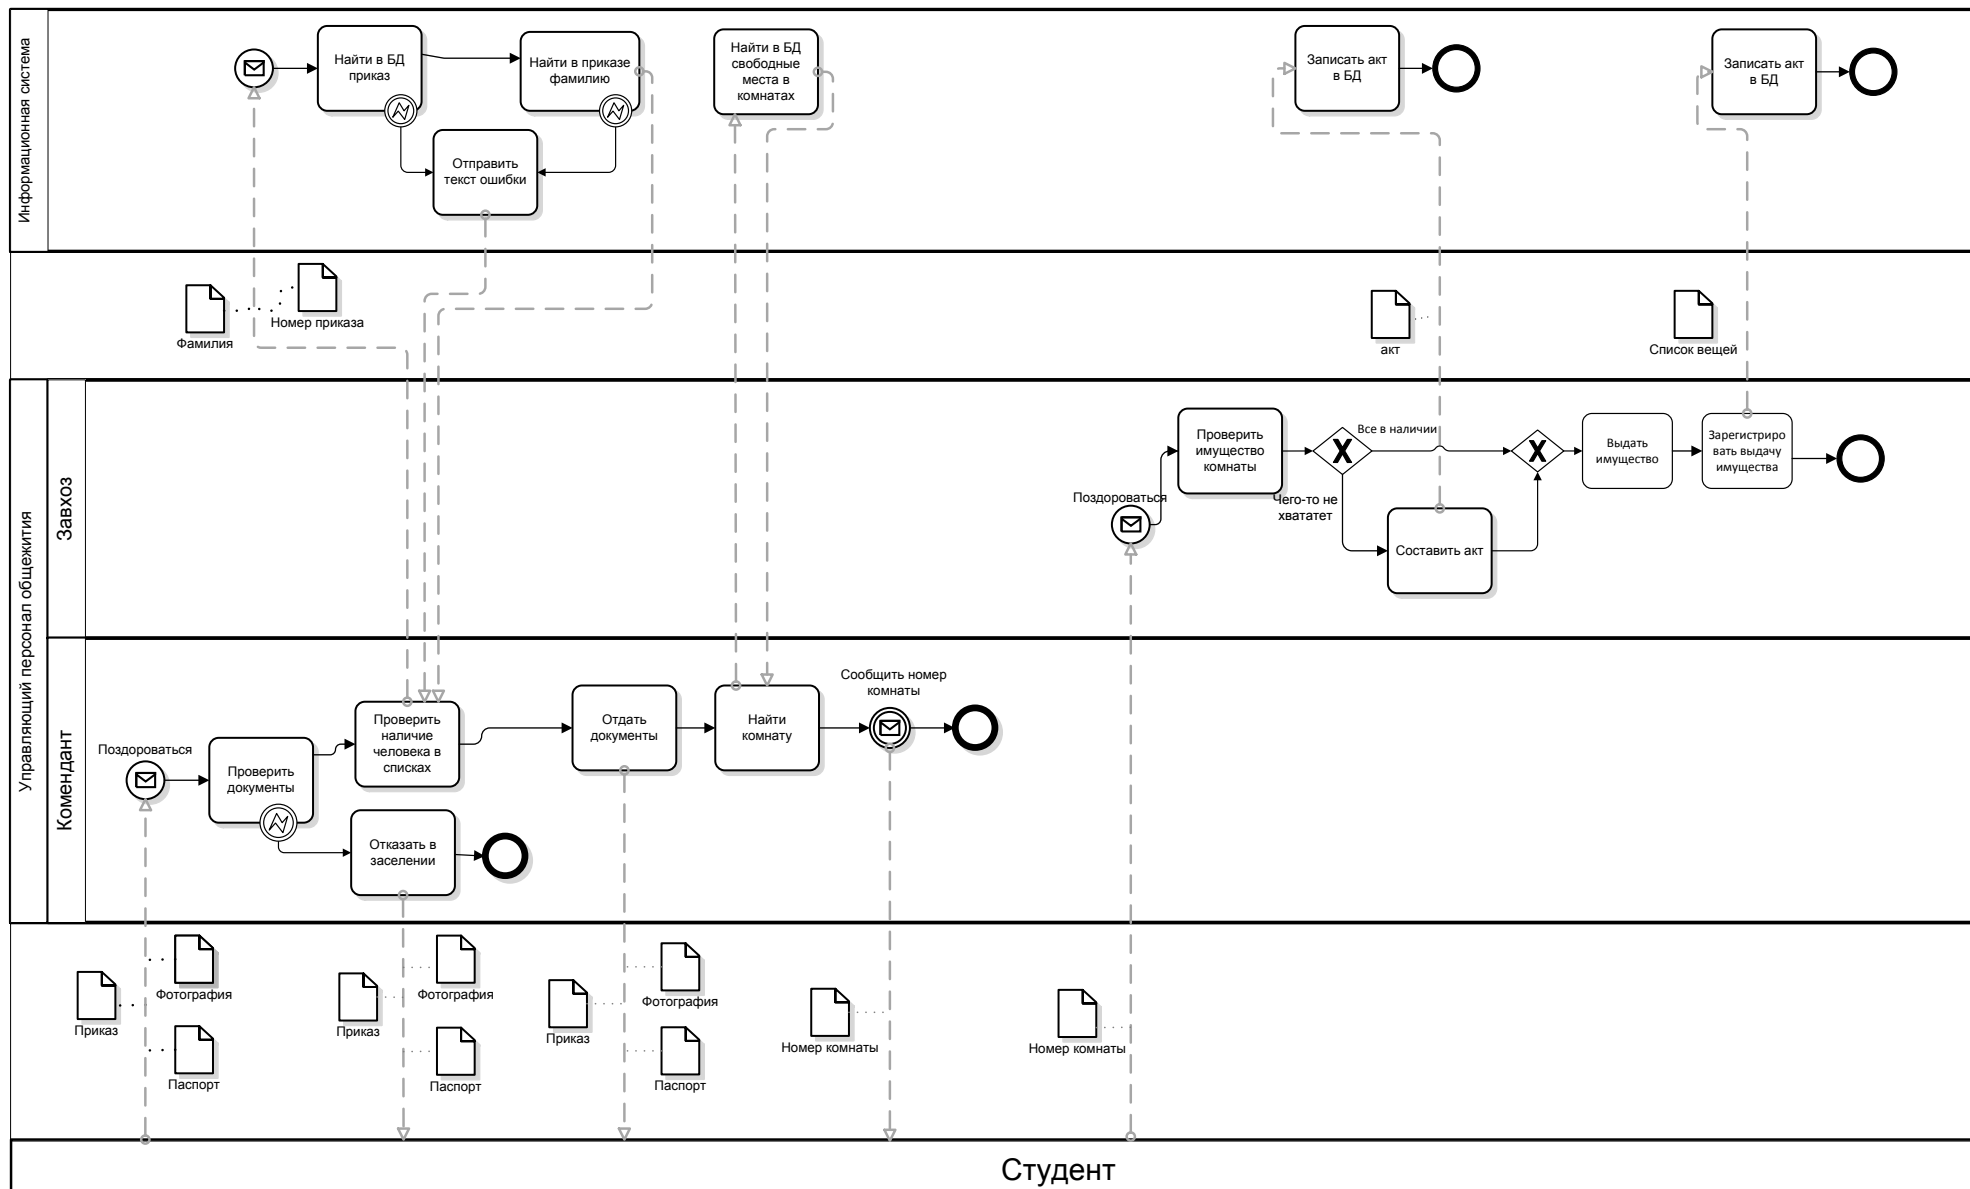 Информационная система
Найти в БД
приказ
Найти в приказе
фамилию
Отправить
текст ошибки
Найти в БД
свободные
места в
комнатах
Записать акт
в БД
Записать акт
в БД
Фамилия
Номер приказа
акт
Список вещей
Управляющий персонал общежития
Завхоз
Поздороваться
Проверить
имущество
комнаты
Все в наличии
Чего-то не
хвататет
Составить акт
Выдать
имущество
Зарегистриро
вать выдачу
имущества
Комендант
Поздороваться
Проверить
документы
Проверить
наличие
человека в
списках
Отказать в
заселении
Отдать
документы
Найти
комнату
Сообщить номер
комнаты
Приказ
Фотография
Паспорт
Приказ
Фотография
Паспорт
Приказ
Фотография
Паспорт
Номер комнаты
Номер комнаты
Студент